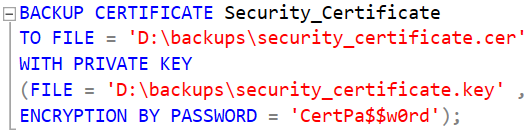 BACKUP CERTIFICATE Security_Certificate
TO FILE = 'D:\backups\security_certificate.cer'
WITH PRIVATE KEY
(FILE = 'D:\backups\security_certificate.key' ,
ENCRYPTION BY PASSWORD = 'CertPa$$w0rd');